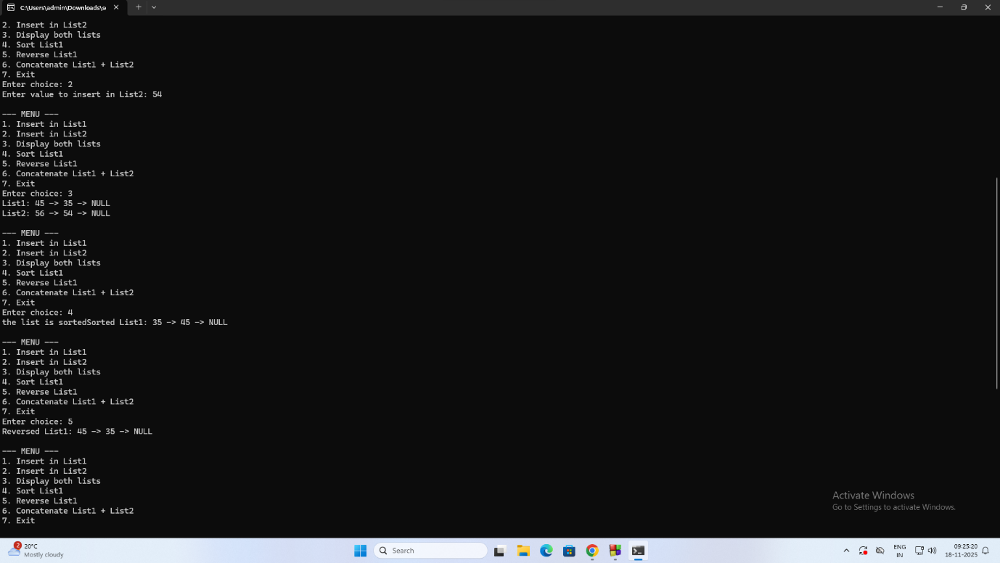 C:\Users\admin\Downloads\s
2. Insert in List2
3. Display both lists
4. Sort List1
5. Reverse List1
6. Concatenate List1 + List2
7. Exit
Enter choice: 2
Enter value to insert in List2: 54
--- MENU ---
1. Insert in List1
2. Insert in List2
3. Display both lists
4. Sort List1
5. Reverse List1
6. Concatenate List1 + List2
7. Exit
Enter choice: 3
List1: 45 -> 35 -> NULL
List2: 56 -> 54 -> NULL
--- MENU ---
1. Insert in List1
2. Insert in List2
3. Display both lists
4. Sort List1
5. Reverse List1
6. Concatenate List1 + List2
7. Exit
Enter choice: 4
the list is sortedSorted List1: 35 -> 45 -> NULL
--- MENU ---
1. Insert in List1
2. Insert in List2
3. Display both lists
4. Sort List1
5. Reverse List1
6. Concatenate List1 + List2
7. Exit
Enter choice: 5
Reversed List1: 45 -> 35 -> NULL
--- MENU ---
1. Insert in List1
2. Insert in List2
3. Display both lists
4. Sort List1
5. Reverse List1
6. Concatenate List1 + List2
7. Exit
Activate Windows
Go to Settings to activate Windows.
2
20°C
Mostly cloudy
Search
ENG
IN
09:25:20
18-11-2025